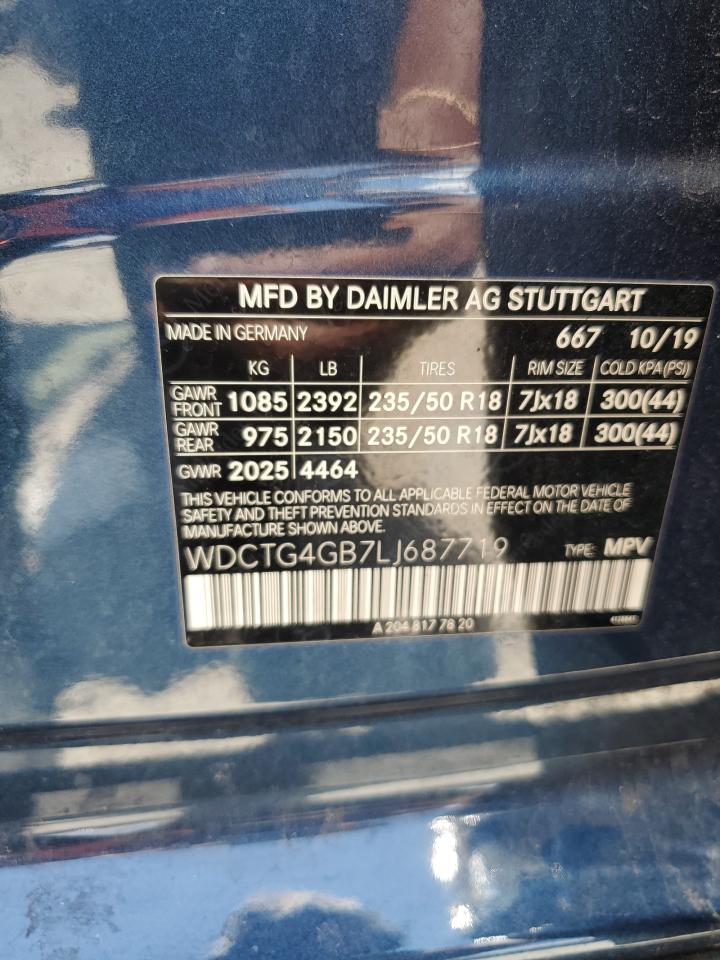 MFD BY DAIMLER AG STUTTGART
MADE IN GERMANY 667 10/19
KG LB TIRES RIM SIZE COLD KPA (PSI)
GAWR FRONT 1085 2392 235/50 R18 7Jx18 300(44)
GAWR REAR 975 2150 235/50 R18 7Jx18 300(44)
GVWR 2025 4464
THIS VEHICLE CONFORMS TO ALL APPLICABLE FEDERAL MOTOR VEHICLE
SAFETY AND THEFT PREVENTION STANDARDS IN EFFECT ON THE DATE OF
MANUFACTURE SHOWN ABOVE.
WDCTG4GB7LJ687719 TYPE: MPV
A 204 817 78 20